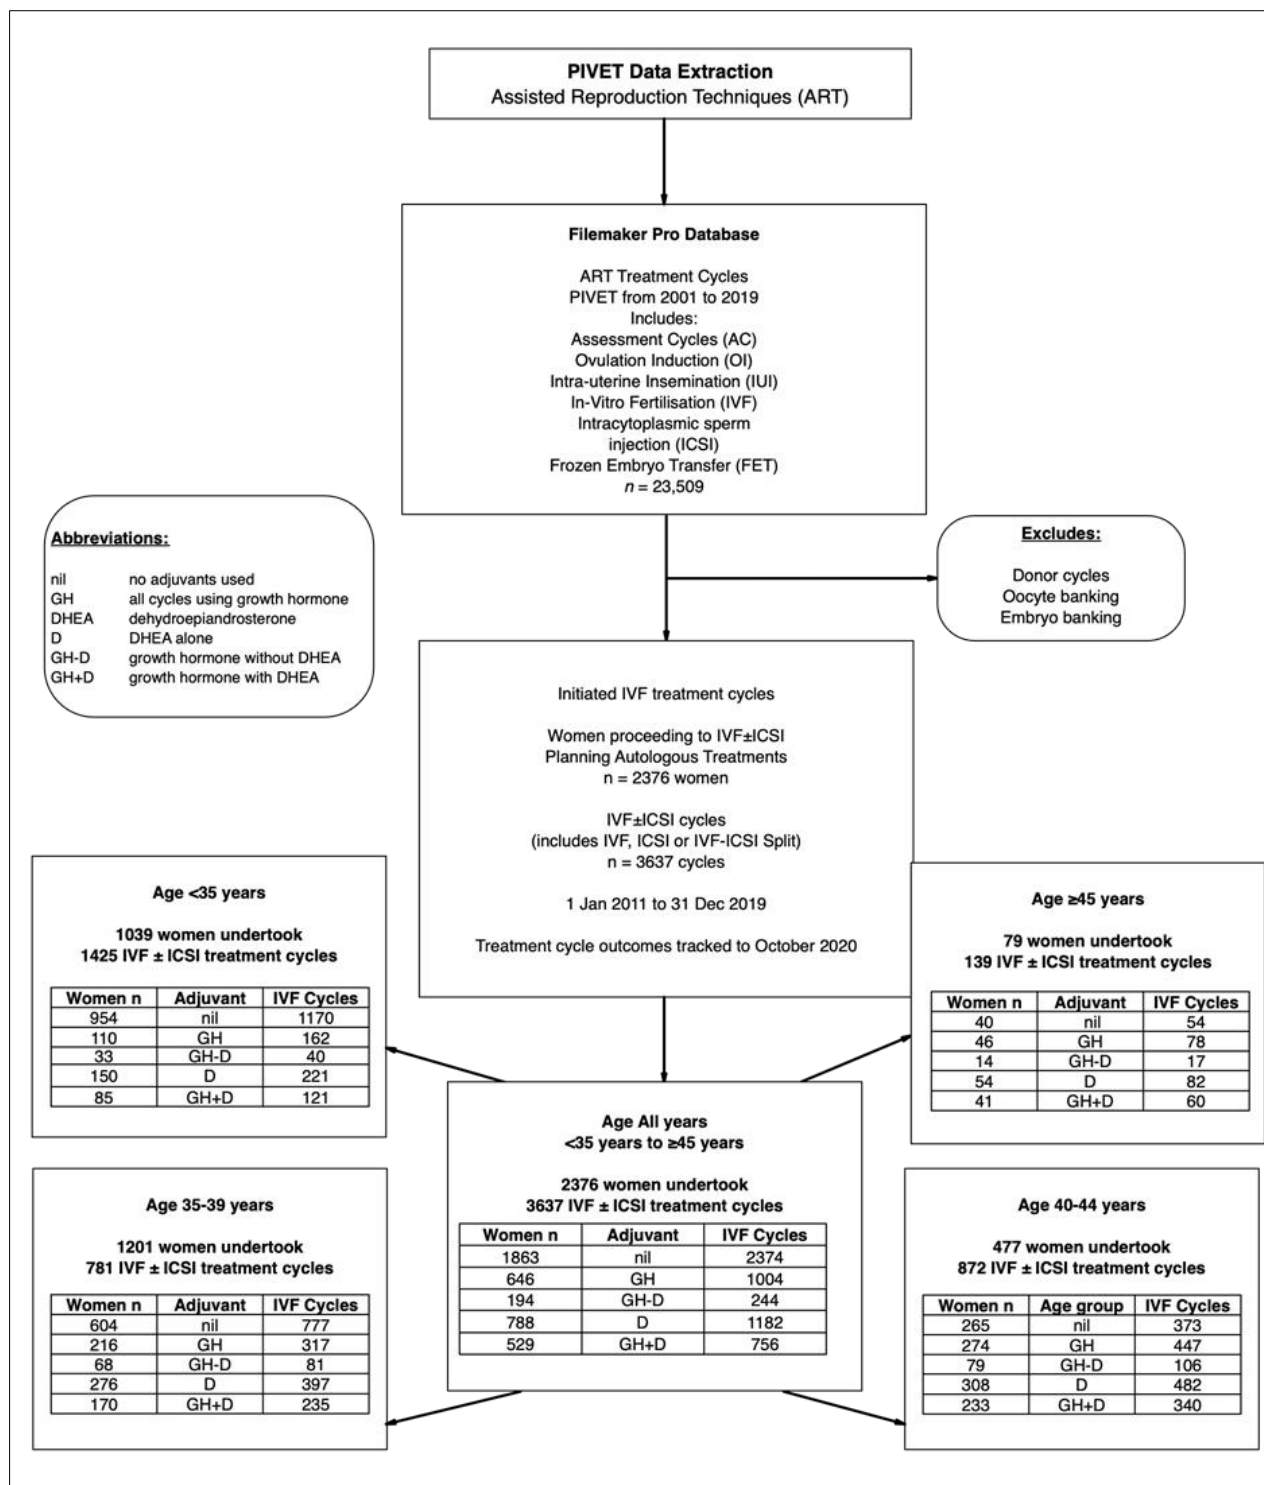 PIVET Data Extraction
Assisted Reproduction Techniques (ART)
Filemaker Pro Database
ART Treatment Cycles
PIVET from 2001 to 2019
Includes:
Assessment Cycles (AC)
Ovulation Induction (OI)
Intra-uterine Insemination (IUI)
In-Vitro Fertilisation (IVF)
Intracytoplasmic sperm
injection (ICSI)
Frozen Embryo Transfer (FET)
n = 23,509
Abbreviations:
nil no adjuvants used
GH all cycles using growth hormone
DHEA dehydroepiandrosterone
D DHEA alone
GH-D growth hormone without DHEA
GH+D growth hormone with DHEA
Excludes:
Donor cycles
Oocyte banking
Embryo banking
Initiated IVF treatment cycles
Women proceeding to IVF±ICSI
Planning Autologous Treatments
n = 2376 women
IVF±ICSI cycles
(includes IVF, ICSI or IVF-ICSI Split)
n = 3637 cycles
1 Jan 2011 to 31 Dec 2019
Treatment cycle outcomes tracked to October 2020
Age <35 years
1039 women undertook
1425 IVF ± ICSI treatment cycles
Women n Adjuvant IVF Cycles
954 nil 1170
110 GH 162
33 GH-D 40
150 D 221
85 GH+D 121
Age ≥45 years
79 women undertook
139 IVF ± ICSI treatment cycles
Women n Adjuvant IVF Cycles
40 nil 54
46 GH 78
14 GH-D 17
54 D 82
41 GH+D 60
Age All years
<35 years to ≥45 years
2376 women undertook
3637 IVF ± ICSI treatment cycles
Women n Adjuvant IVF Cycles
1863 nil 2374
646 GH 1004
194 GH-D 244
788 D 1182
529 GH+D 756
Age 35-39 years
1201 women undertook
781 IVF ± ICSI treatment cycles
Women n Adjuvant IVF Cycles
604 nil 777
216 GH 317
68 GH-D 81
276 D 397
170 GH+D 235
Age 40-44 years
477 women undertook
872 IVF ± ICSI treatment cycles
Women n Age group IVF Cycles
265 nil 373
274 GH 447
79 GH-D 106
308 D 482
233 GH+D 340